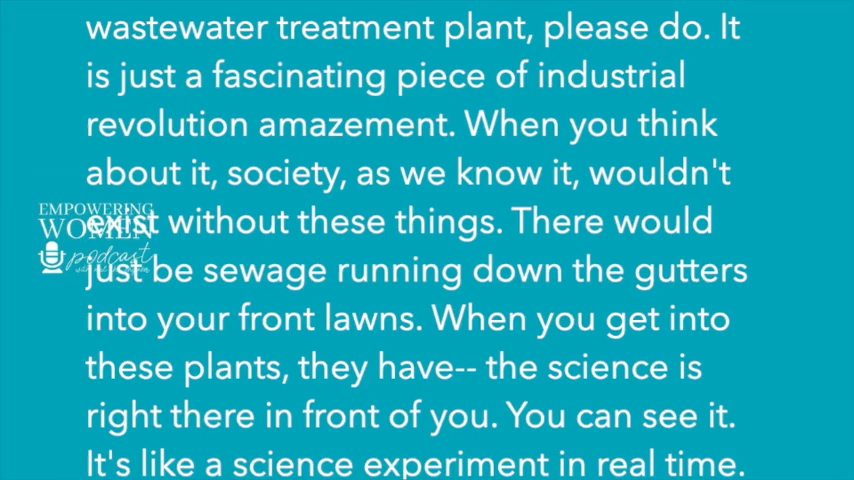 wastewater treatment plant, please do. It
is just a fascinating piece of industrial
revolution amazement. When you think
about it, society, as we know it, wouldn't
exist without these things. There would
just be sewage running down the gutters
into your front lawns. When you get into
these plants, they have-- the science is
right there in front of you. You can see it.
It's like a science experiment in real time.
EMPOWERING
WOMEN
podcast